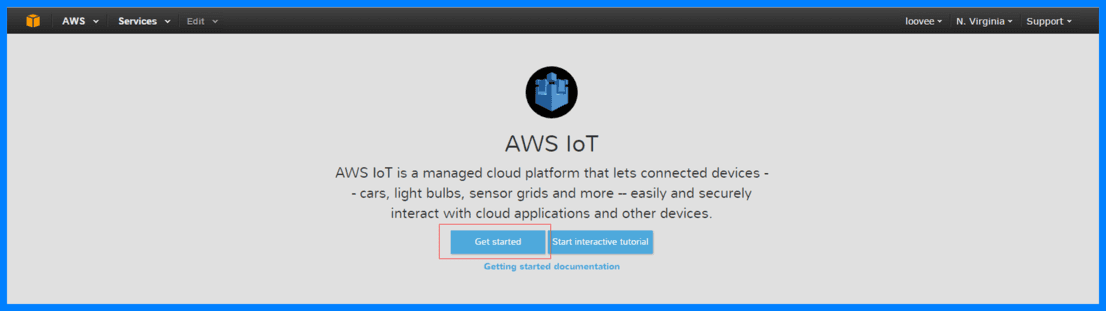 AWS Services Edit loovee N. Virginia Support
AWS IoT
AWS IoT is a managed cloud platform that lets connected devices -
- cars, light bulbs, sensor grids and more -- easily and securely
interact with cloud applications and other devices.
Get started Start interactive tutorial
Getting started documentation